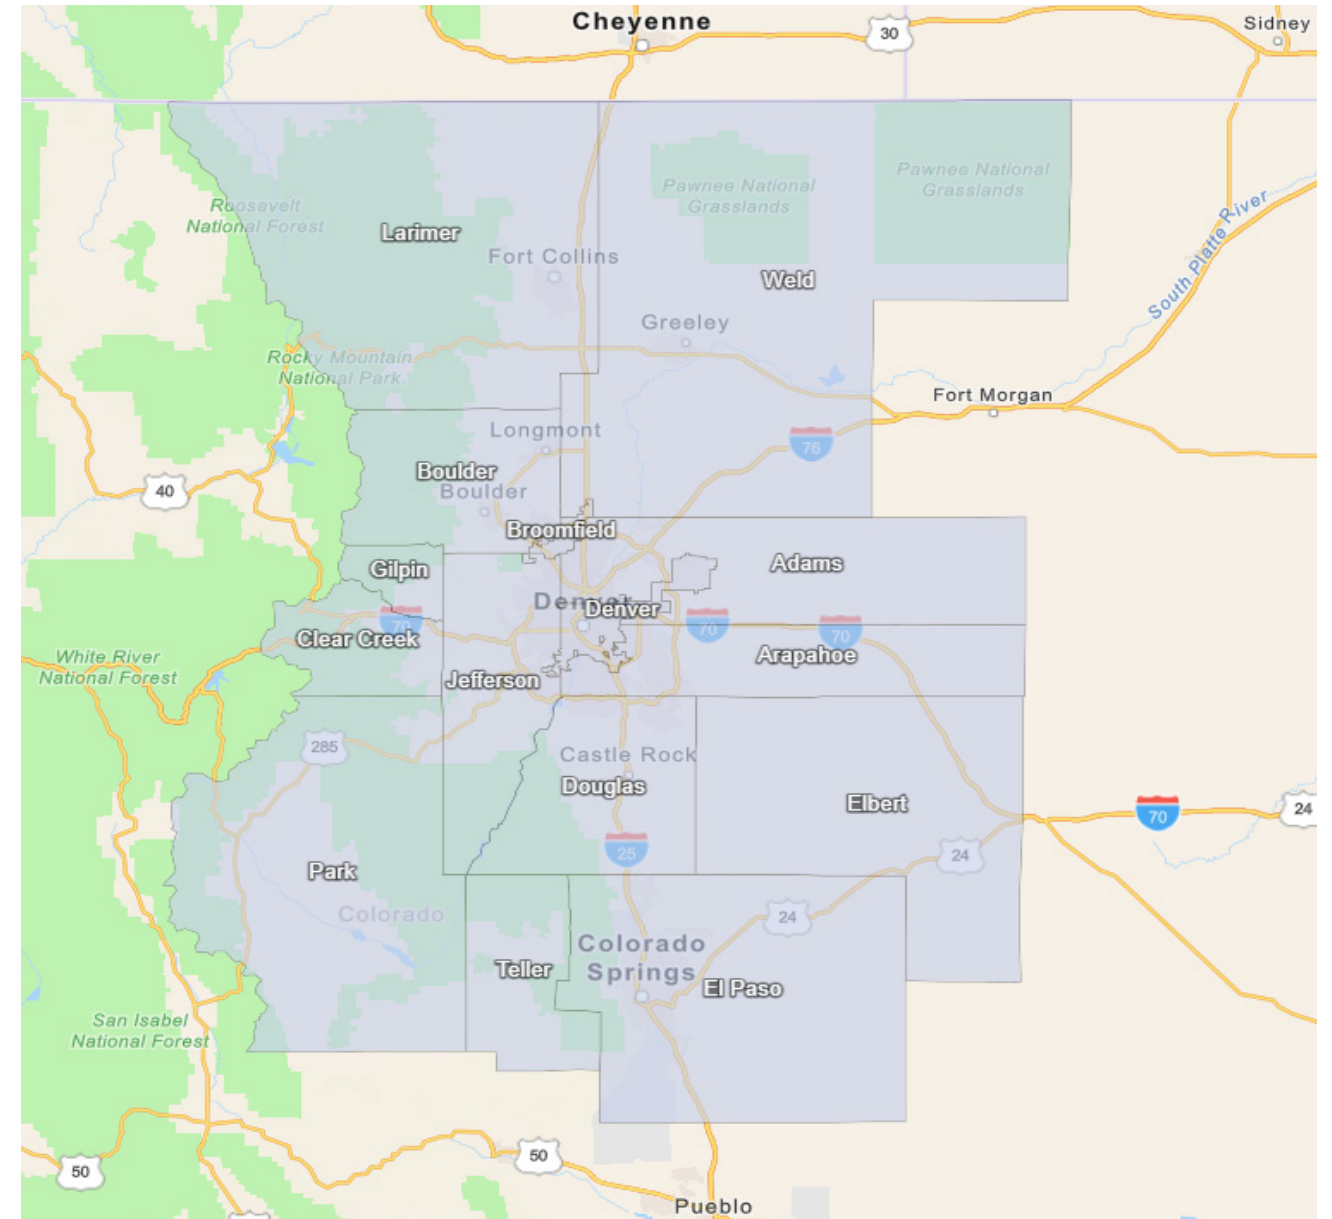 Cheyenne
30
Sidney
Roosevelt
National Forest
Larimer
Fort Collins
Pawnee National
Grasslands
Pawnee National
Grasslands
Weld
South Platte River
Greeley
Rocky Mountain
National Park
Fort Morgan
Longmont
76
Boulder
Boulder
40
Broomfield
Gilpin
Adams
Denver
Denver
70
70
70
Clear Creek
White River
National Forest
Arapahoe
Jefferson
285
Castle Rock
Douglas
Elbert
70
24
25
24
Park
Colorado
24
Colorado
Springs
Teller
El Paso
San Isabel
National Forest
50
50
Pueblo